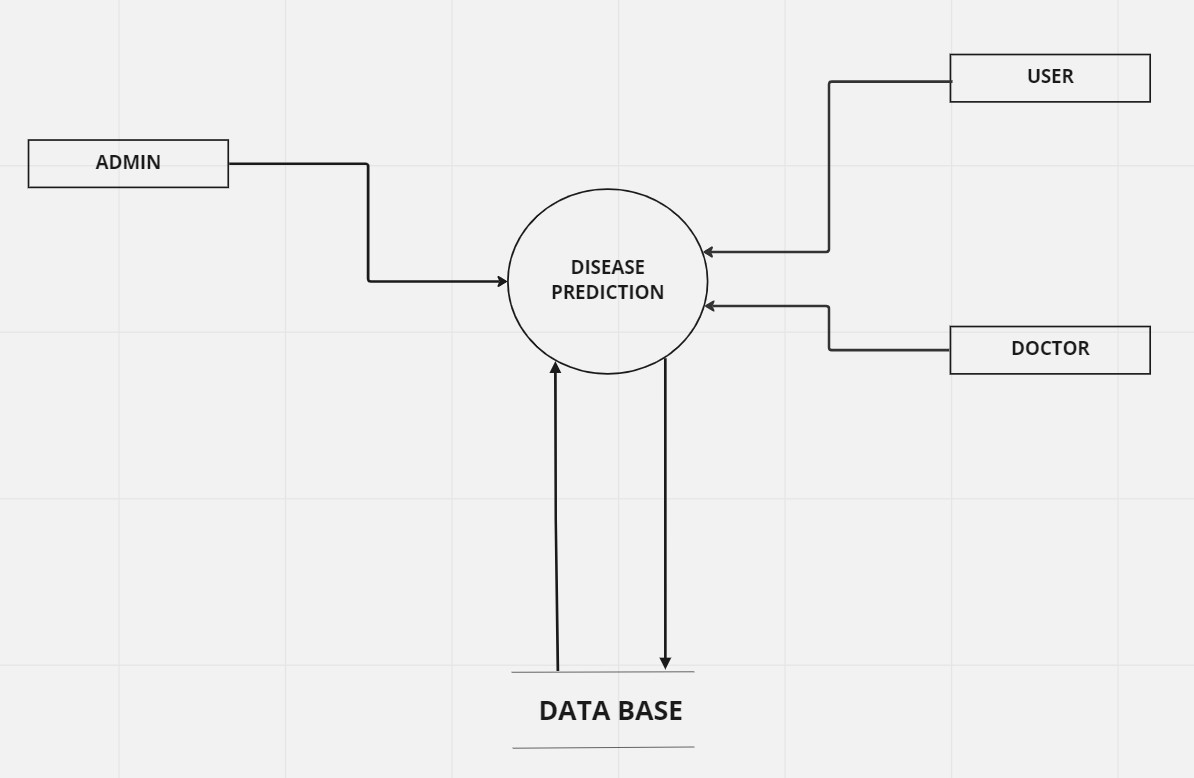 USER
ADMIN
DISEASE
PREDICTION
DOCTOR
DATA BASE